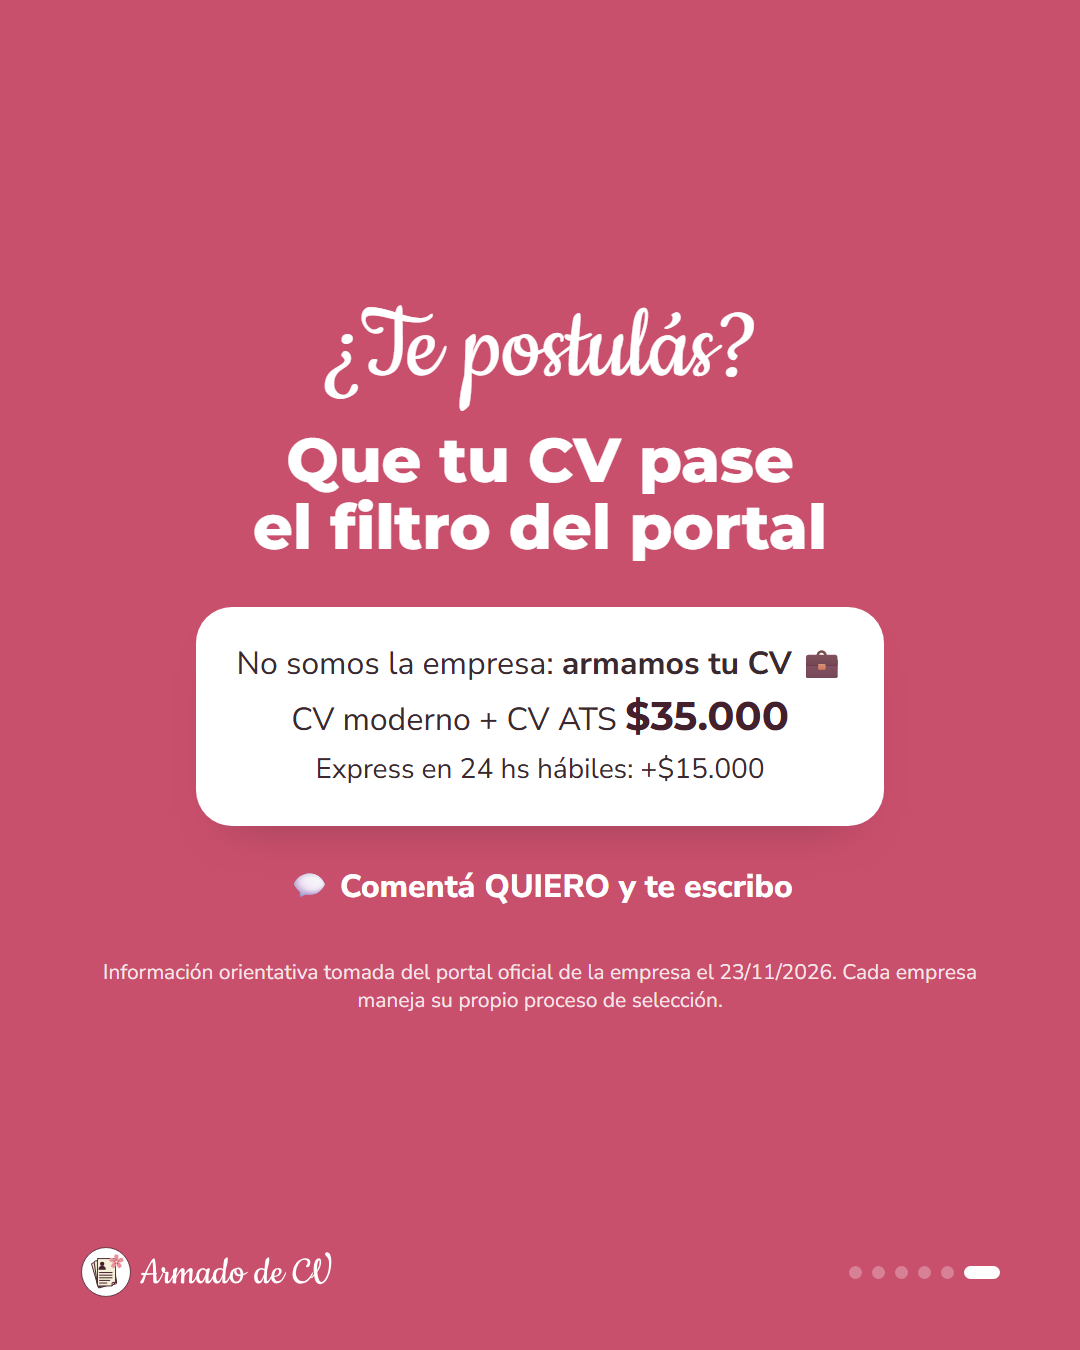 ¿Te postulás?
Que tu CV pase
el filtro del portal
No somos la empresa: armamos tu CV 💼
CV moderno + CV ATS $35.000
Express en 24 hs hábiles: +$15.000
💬 Comentá QUIERO y te escribo
Información orientativa tomada del portal oficial de la empresa el 23/11/2026. Cada empresa
maneja su propio proceso de selección.
Armado de CV